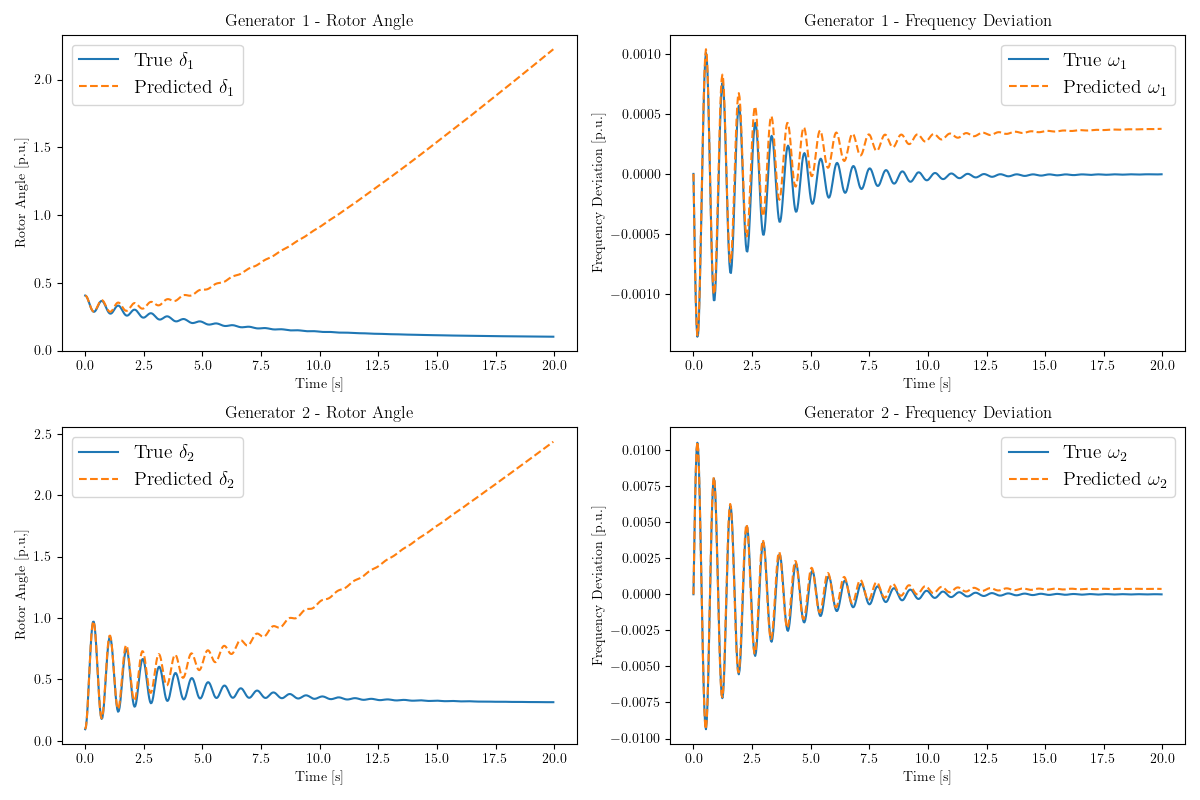 Generator 1 - Rotor Angle
True δ₁
Predicted δ₁
Rotor Angle [p.u.]
2.0
1.5
1.0
0.5
0.0
0.0 2.5 5.0 7.5 10.0 12.5 15.0 17.5 20.0
Time [s]
Generator 1 - Frequency Deviation
True ω₁
Predicted ω₁
Frequency Deviation [p.u.]
0.0010
0.0005
0.0000
−0.0005
−0.0010
0.0 2.5 5.0 7.5 10.0 12.5 15.0 17.5 20.0
Time [s]
Generator 2 - Rotor Angle
True δ₂
Predicted δ₂
Rotor Angle [p.u.]
2.5
2.0
1.5
1.0
0.5
0.0
0.0 2.5 5.0 7.5 10.0 12.5 15.0 17.5 20.0
Time [s]
Generator 2 - Frequency Deviation
True ω₂
Predicted ω₂
Frequency Deviation [p.u.]
0.0100
0.0075
0.0050
0.0025
0.0000
−0.0025
−0.0050
−0.0075
−0.0100
0.0 2.5 5.0 7.5 10.0 12.5 15.0 17.5 20.0
Time [s]